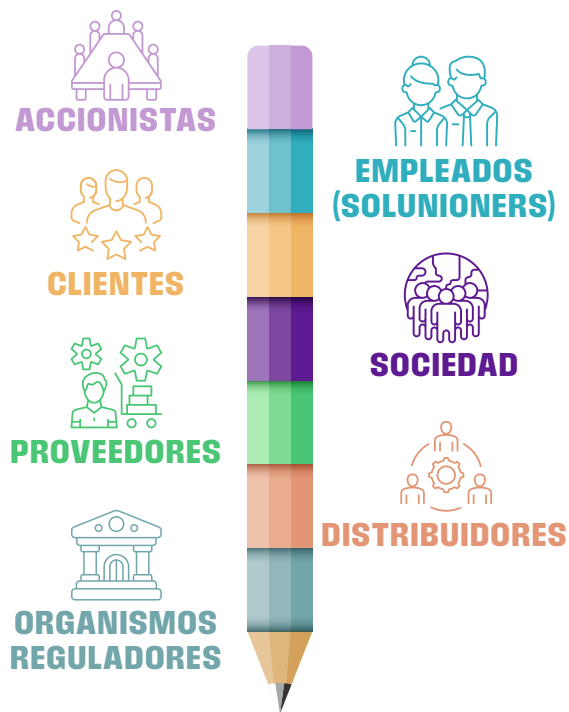 ACCIONISTAS
EMPLEADOS
(SOLUNIONERS)
CLIENTES
SOCIEDAD
PROVEEDORES
DISTRIBUIDORES
ORGANISMOS
REGULADORES